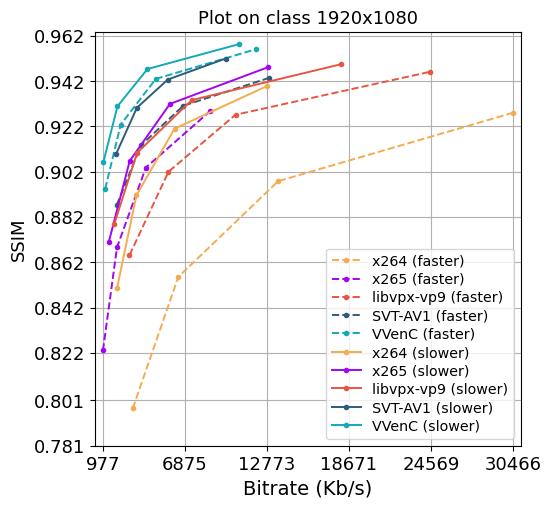 Plot on class 1920x1080
0.962
0.942
0.922
0.902
0.882
0.862
0.842
0.822
0.801
0.781
SSIM
x264 (faster)
x265 (faster)
libvpx-vp9 (faster)
SVT-AV1 (faster)
VVenC (faster)
x264 (slower)
x265 (slower)
libvpx-vp9 (slower)
SVT-AV1 (slower)
VVenC (slower)
977 6875 12773 18671 24569 30466
Bitrate (Kb/s)